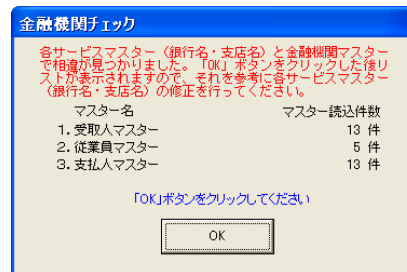 金融機関チェック
各サービスマスター（銀行名・支店名）と金融機関マスター
で相違が見つかりました。「OK」ボタンをクリックした後リ
ストが表示されますので、それを参考に各サービスマスター
（銀行名・支店名）の修正を行ってください。
マスター名 マスター読込件数
1. 受取人マスター 13 件
2. 従業員マスター 5 件
3. 支払人マスター 13 件
「OK」ボタンをクリックしてください
OK